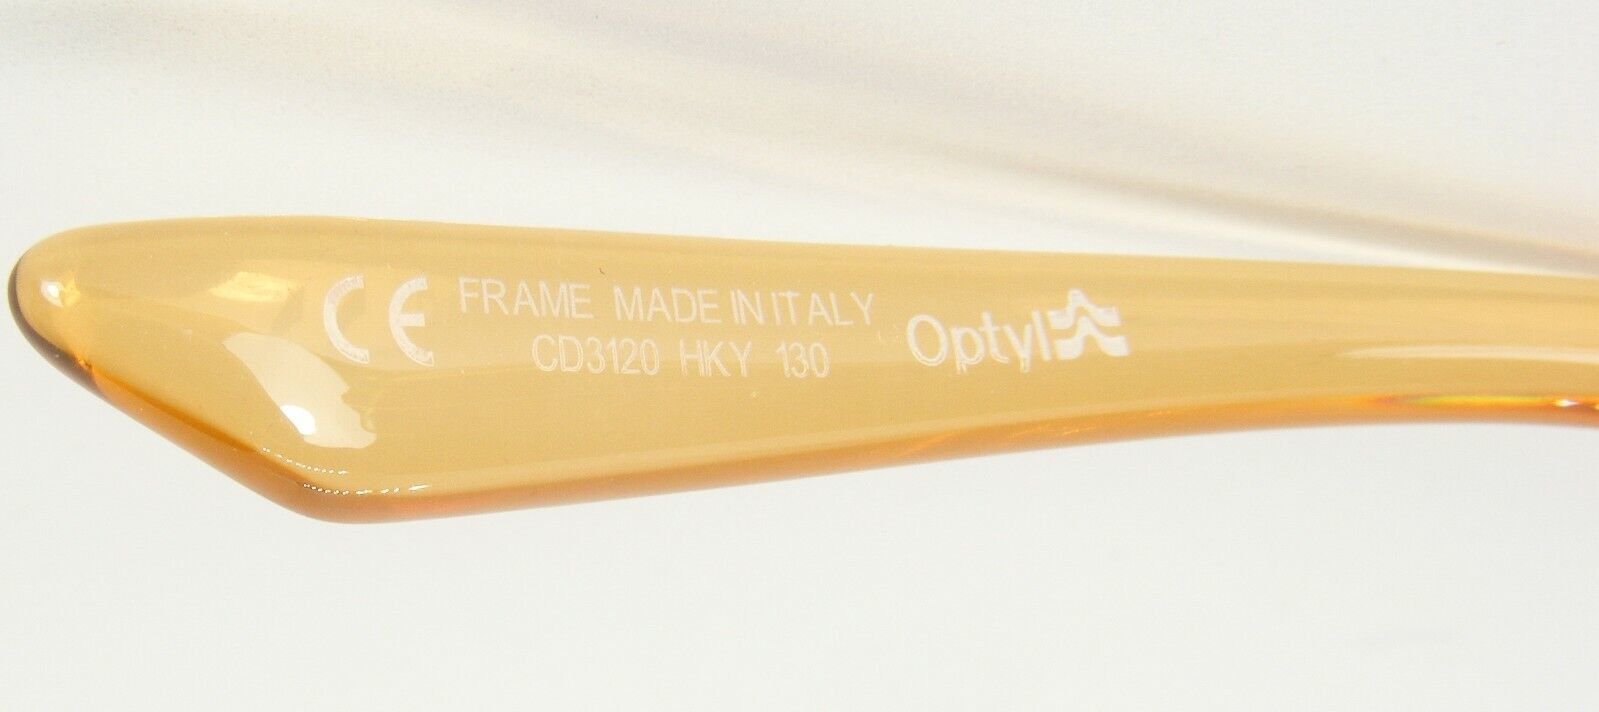 CE FRAME MADE IN ITALY
CD3120 HKY 130
Optyl